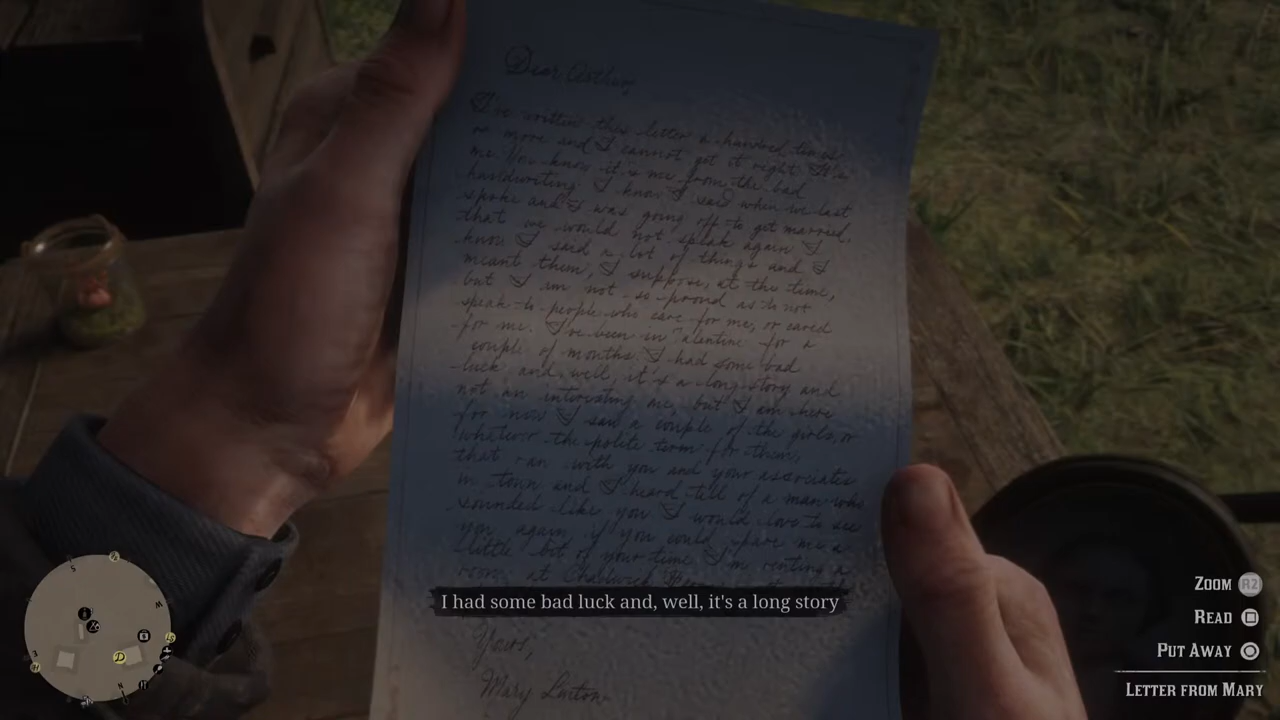 Dear Arthur,
I've written this letter a hundred times
or more and I cannot get it right. It's
me. You know it is me from the bad
handwriting. I know I said when we last
spoke and I was going off to get married,
that we would not speak again I
know I said a lot of things and I
meant them, I suppose, at the time,
but I am not so proud as to not
speak to people who care for me, or cared
for me. I've been in Valentine for a
couple of months. I had some bad
luck and, well, it's a long story and
not an interesting one, but I am here
for now I saw a couple of the girls, or
whatever the polite term for them,
that ran with you and your associates
in town and I heard tell of a man who
sounded like you I would love to see
you again if you could spare me a
little bit of your time I'm renting a
room at Chadwick
I had some bad luck and, well, it's a long story
Yours,
Mary Linton
ZOOM R2
READ
PUT AWAY
LETTER FROM MARY